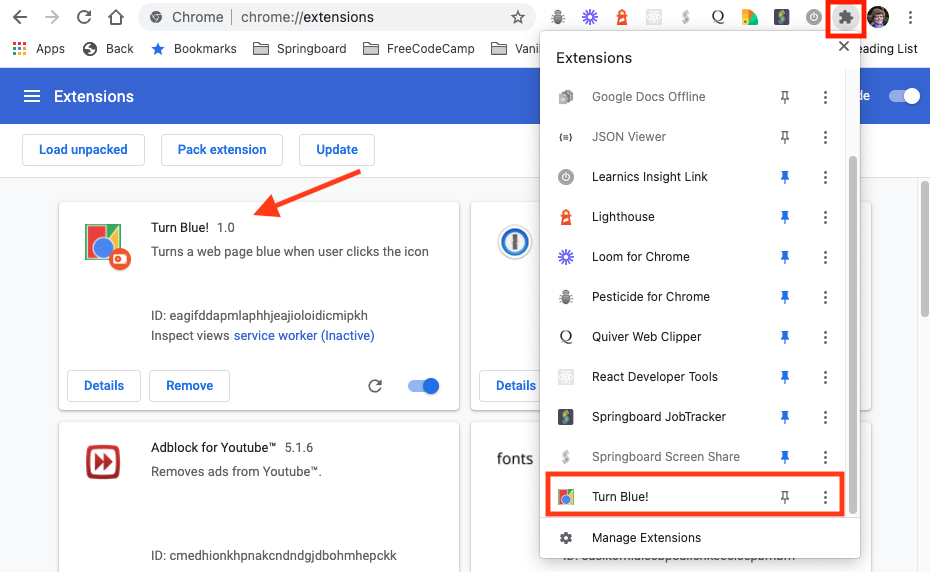 Chrome | chrome://extensions
Apps Back Bookmarks Springboard FreeCodeCamp Vani
eading List
Extensions
de
Load unpacked Pack extension Update
Turn Blue! 1.0
Turns a web page blue when user clicks the icon
ID: eagifddapmlaphhjeajioloidicmipkh
Inspect views service worker (Inactive)
Details Remove
Details
Adblock for Youtube™ 5.1.6
Removes ads from Youtube™.
ID: cmedhionkhpnakcndndgjdbohmhepckk
fonts
Extensions
Google Docs Offline
JSON Viewer
Learnics Insight Link
Lighthouse
Loom for Chrome
Pesticide for Chrome
Q Quiver Web Clipper
React Developer Tools
Springboard JobTracker
Springboard Screen Share
Turn Blue!
Manage Extensions